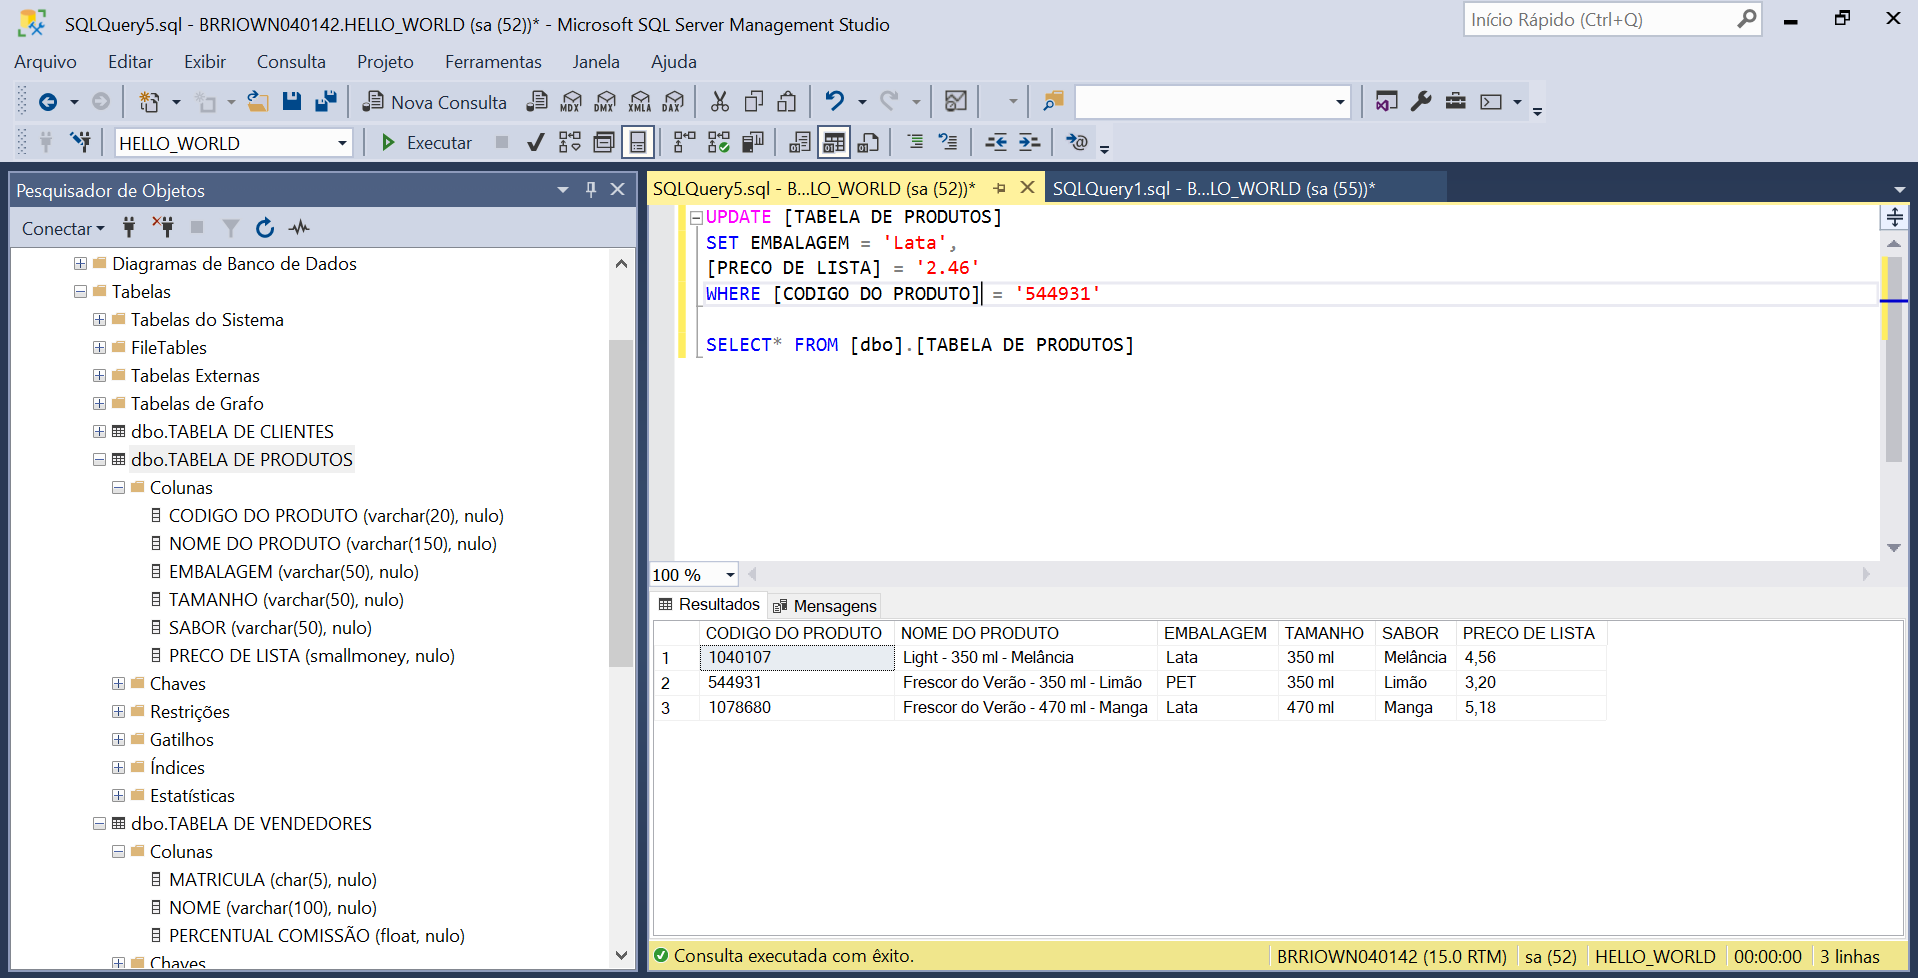 SQLQuery5.sql - BRRIOWN040142.HELLO_WORLD (sa (52))* - Microsoft SQL Server Management Studio
Início Rápido (Ctrl+Q)
Arquivo Editar Exibir Consulta Projeto Ferramentas Janela Ajuda
Nova Consulta MDX DMX XMLA DAX
HELLO_WORLD Executar
Pesquisador de Objetos
Conectar
Diagramas de Banco de Dados
Tabelas
Tabelas do Sistema
FileTables
Tabelas Externas
Tabelas de Grafo
dbo.TABELA DE CLIENTES
dbo.TABELA DE PRODUTOS
Colunas
CODIGO DO PRODUTO (varchar(20), nulo)
NOME DO PRODUTO (varchar(150), nulo)
EMBALAGEM (varchar(50), nulo)
TAMANHO (varchar(50), nulo)
SABOR (varchar(50), nulo)
PRECO DE LISTA (smallmoney, nulo)
Chaves
Restrições
Gatilhos
Índices
Estatísticas
dbo.TABELA DE VENDEDORES
Colunas
MATRICULA (char(5), nulo)
NOME (varchar(100), nulo)
PERCENTUAL COMISSÃO (float, nulo)
Chaves
SQLQuery5.sql - B...LO_WORLD (sa (52))* SQLQuery1.sql - B...LO_WORLD (sa (55))*
UPDATE [TABELA DE PRODUTOS]
SET EMBALAGEM = 'Lata',
[PRECO DE LISTA] = '2.46'
WHERE [CODIGO DO PRODUTO] = '544931'
SELECT* FROM [dbo].[TABELA DE PRODUTOS]
100 %
Resultados Mensagens
CODIGO DO PRODUTO NOME DO PRODUTO EMBALAGEM TAMANHO SABOR PRECO DE LISTA
1 1040107 Light - 350 ml - Melância Lata 350 ml Melância 4,56
2 544931 Frescor do Verão - 350 ml - Limão PET 350 ml Limão 3,20
3 1078680 Frescor do Verão - 470 ml - Manga Lata 470 ml Manga 5,18
Consulta executada com êxito. BRRIOWN040142 (15.0 RTM) sa (52) HELLO_WORLD 00:00:00 3 linhas